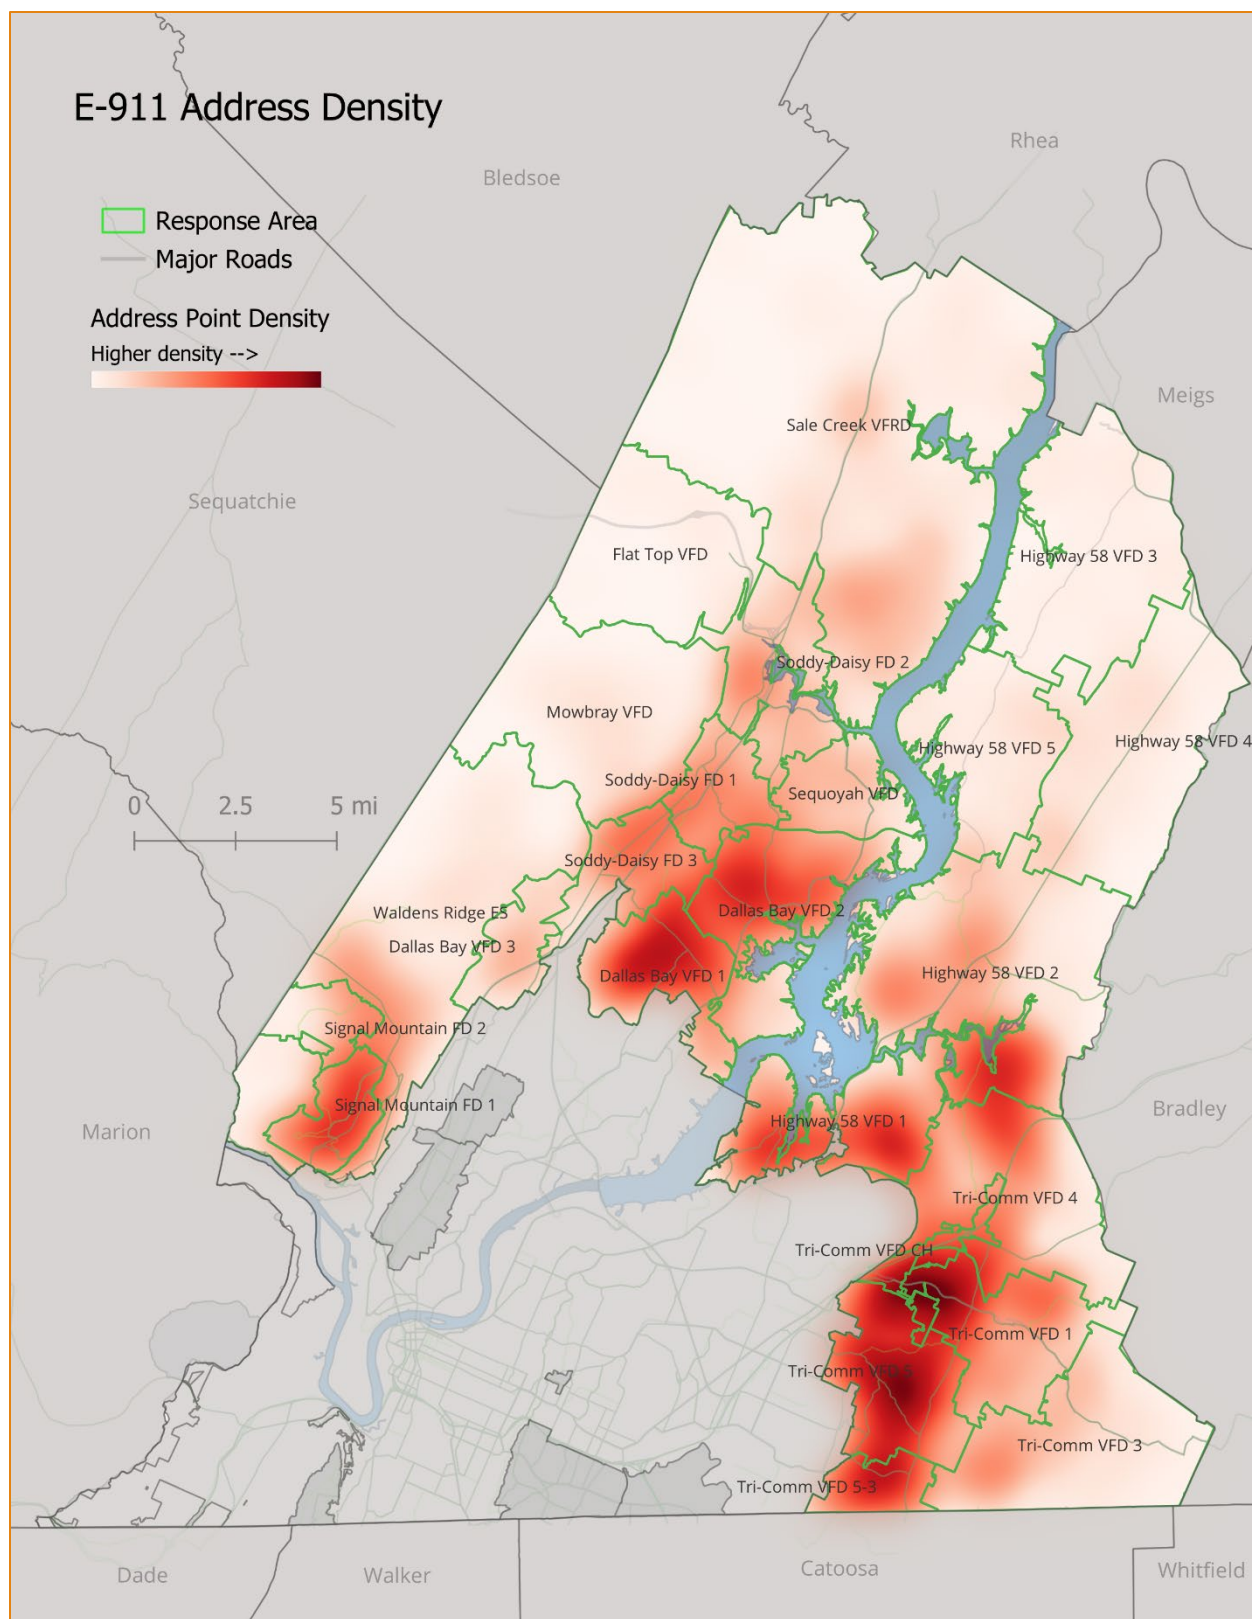 E-911 Address Density
Bledsoe
Rhea
Response Area
Major Roads
Address Point Density
Higher density -->
Meigs
Sale Creek VFRD
Sequatchie
Flat Top VFD
Highway 58 VFD 3
Soddy-Daisy FD 2
Mowbray VFD
Highway 58 VFD 5
Highway 58 VFD 4
Soddy-Daisy FD 1
Sequoyah VFD
0 2.5 5 mi
Soddy-Daisy FD 3
Waldens Ridge E5
Dallas Bay VFD 2
Dallas Bay VFD 3
Dallas Bay VFD 1
Highway 58 VFD 2
Signal Mountain FD 2
Signal Mountain FD 1
Highway 58 VFD 1
Marion
Bradley
Tri-Comm VFD 4
Tri-Comm VFD CH
Tri-Comm VFD 1
Tri-Comm VFD 5
Tri-Comm VFD 3
Tri-Comm VFD 5-3
Dade
Walker
Catoosa
Whitfield